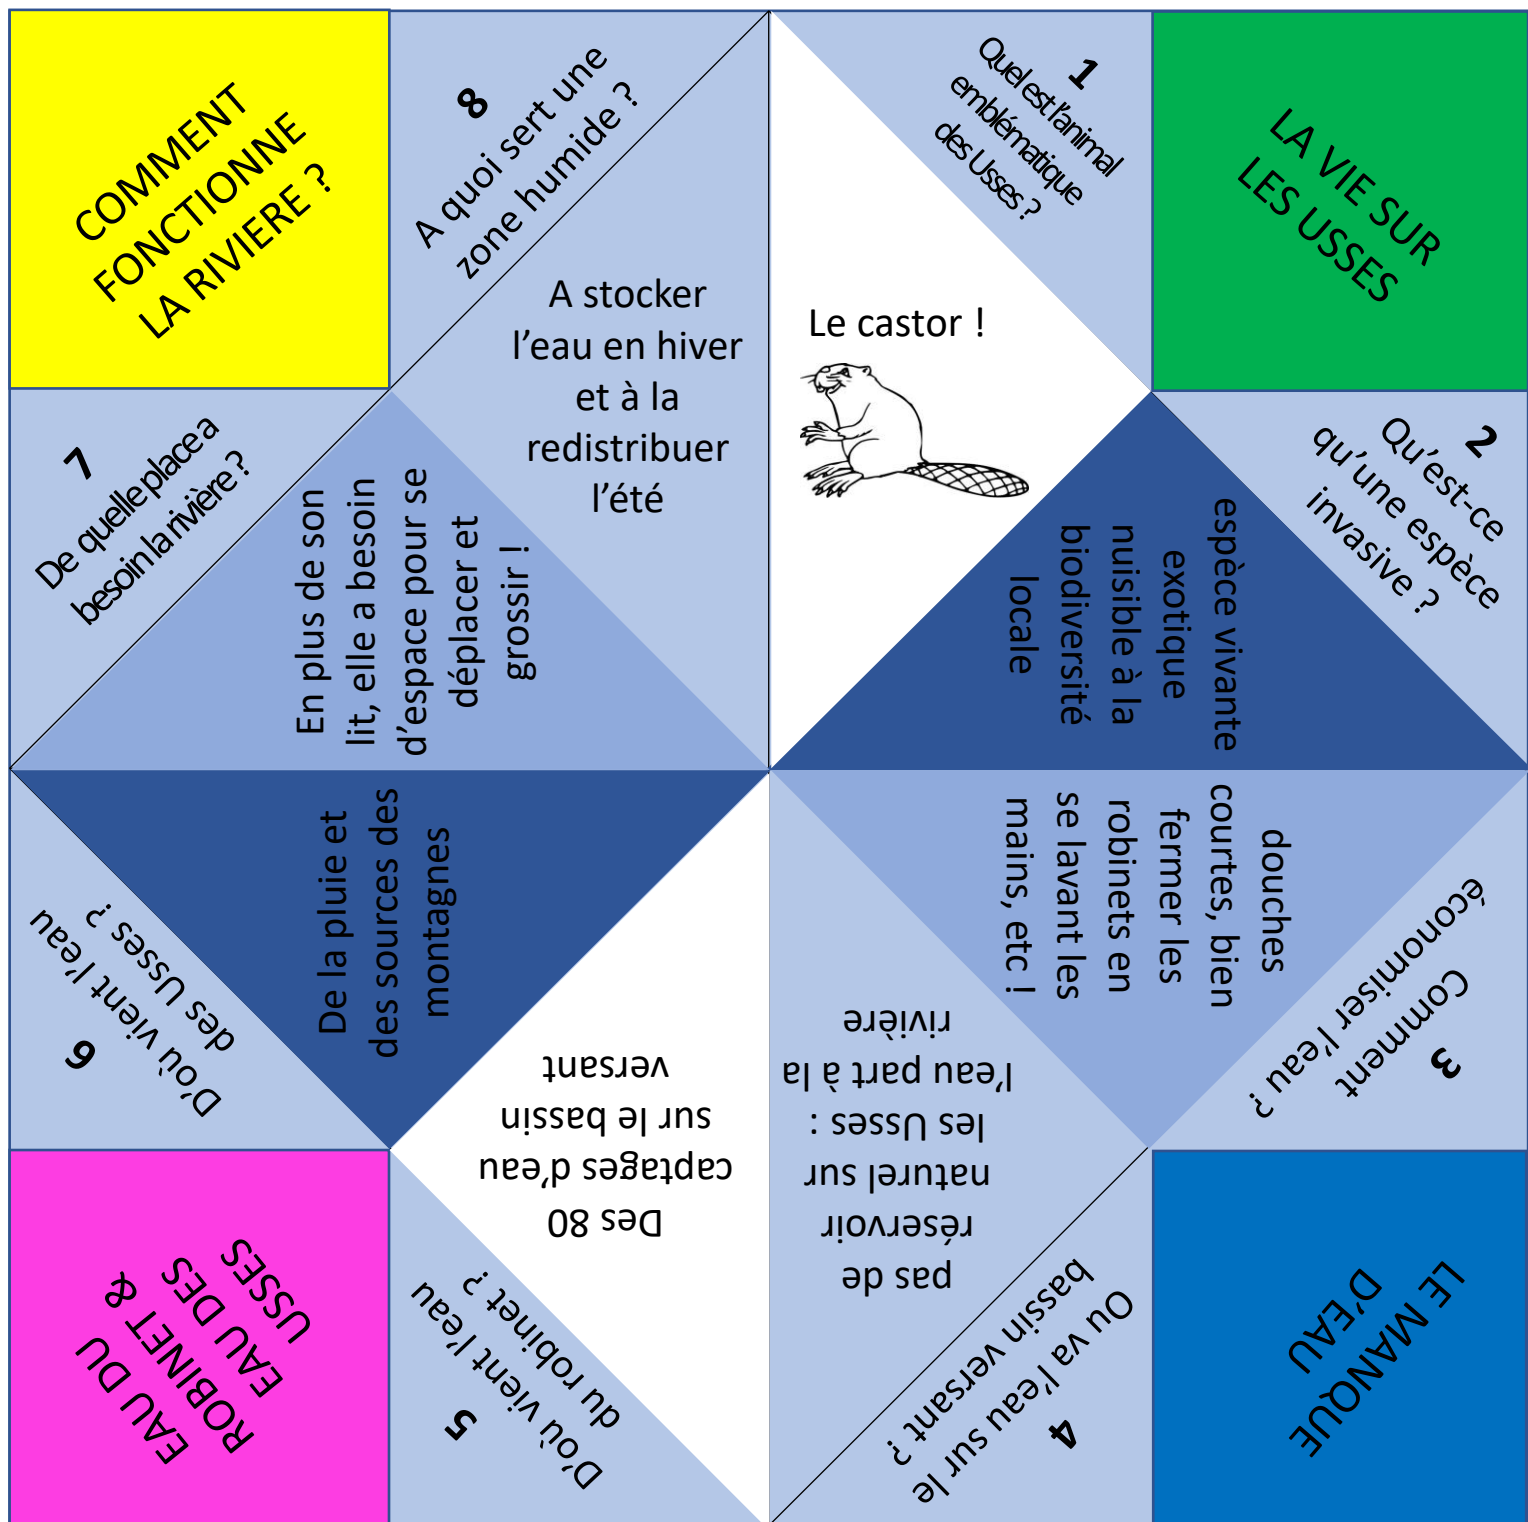 COMMENT
FONCTIONNE
LA RIVIERE ?
8
A quoi sert une
zone humide ?
A stocker
l’eau en hiver
et à la
redistribuer
l’été
1
Quel est l’animal
emblématique
des Usses ?
Le castor !
LA VIE SUR
LES USSES
2
Qu’est-ce
qu’une espèce
invasive ?
espèce vivante
exotique
nuisible à la
biodiversité
locale
3
Comment
économiser l’eau ?
douches
courtes, bien
fermer les
robinets en
se lavant les
mains, etc !
LE MANQUE
D’EAU
4
Ou va l’eau sur le
bassin versant ?
pas de
réservoir
naturel sur
les Usses :
l’eau part à la
rivière
5
D’où vient l’eau
du robinet ?
Des 80
captages d’eau
sur le bassin
versant
EAU DU
ROBINET &
EAU DES
USSES
6
D’où vient l’eau
des Usses ?
De la pluie et
des sources des
montagnes
7
De quelle place a
besoin la rivière ?
En plus de son
lit, elle a besoin
d’espace pour se
déplacer et
grossir !